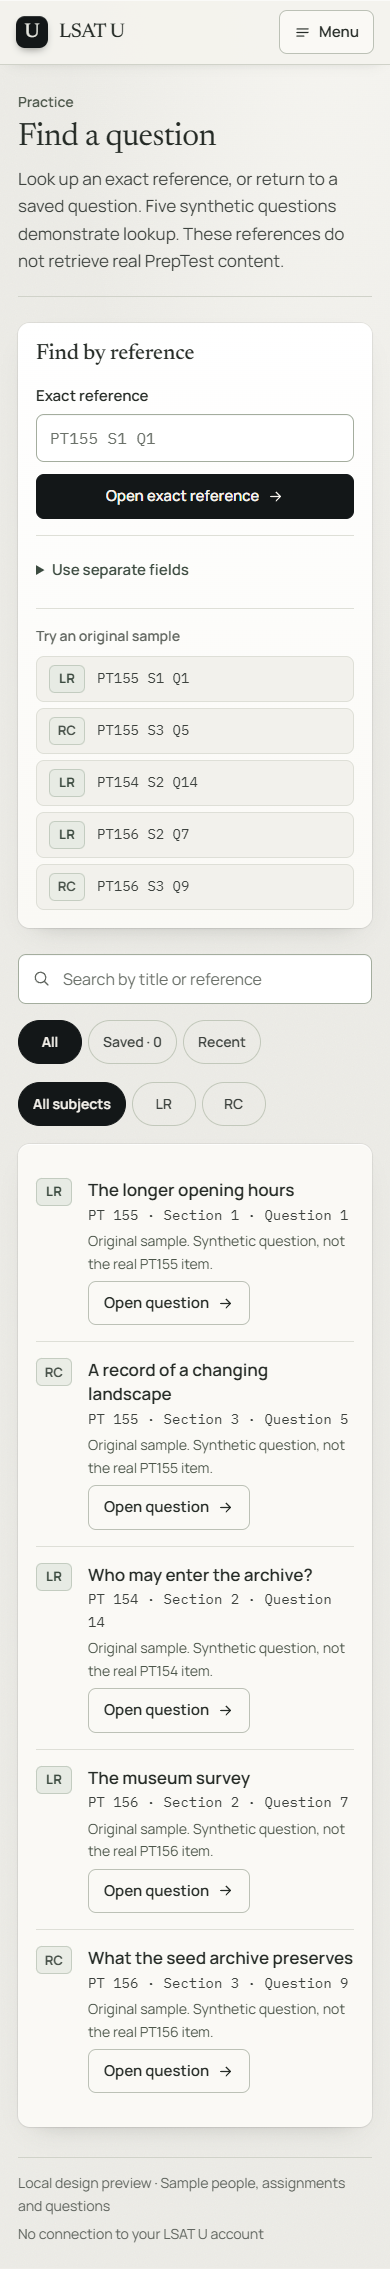 U LSAT U
Menu
Practice
Find a question
Look up an exact reference, or return to a
saved question. Five synthetic questions
demonstrate lookup. These references do
not retrieve real PrepTest content.
Find by reference
Exact reference
PT155 S1 Q1
Open exact reference →
▶ Use separate fields
Try an original sample
LR PT155 S1 Q1
RC PT155 S3 Q5
LR PT154 S2 Q14
LR PT156 S2 Q7
RC PT156 S3 Q9
Search by title or reference
All Saved · 0 Recent
All subjects LR RC
LR The longer opening hours
PT 155 · Section 1 · Question 1
Original sample. Synthetic question, not
the real PT155 item.
Open question →
RC A record of a changing
landscape
PT 155 · Section 3 · Question 5
Original sample. Synthetic question, not
the real PT155 item.
Open question →
LR Who may enter the archive?
PT 154 · Section 2 · Question
14
Original sample. Synthetic question, not
the real PT154 item.
Open question →
LR The museum survey
PT 156 · Section 2 · Question 7
Original sample. Synthetic question, not
the real PT156 item.
Open question →
RC What the seed archive preserves
PT 156 · Section 3 · Question 9
Original sample. Synthetic question, not
the real PT156 item.
Open question →
Local design preview · Sample people, assignments
and questions
No connection to your LSAT U account